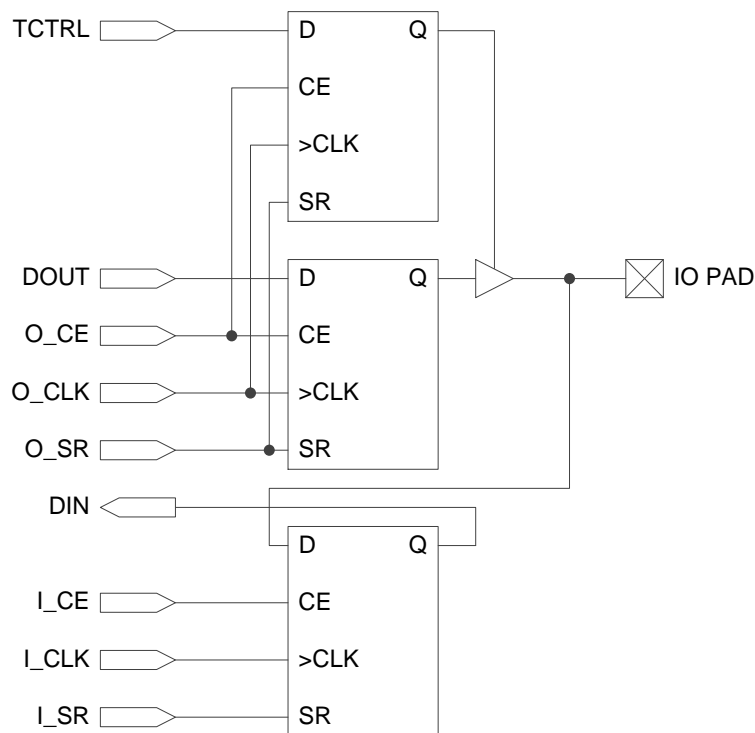 TCTRL
D Q
CE
>CLK
SR
DOUT
D Q
IO PAD
O_CE
CE
O_CLK
>CLK
O_SR
SR
DIN
D Q
I_CE
CE
I_CLK
>CLK
I_SR
SR